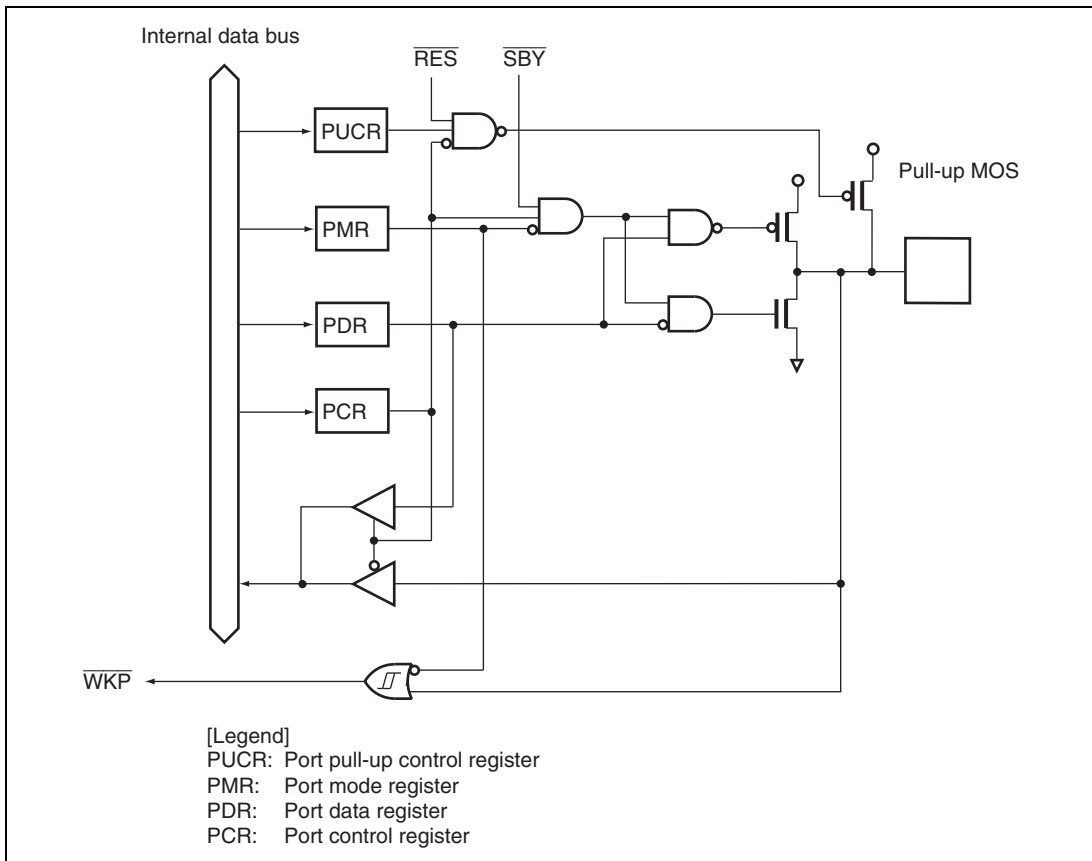 Internal data bus
RES SBY
PUCR
Pull-up MOS
PMR
PDR
PCR
WKP
[Legend]
PUCR: Port pull-up control register
PMR: Port mode register
PDR: Port data register
PCR: Port control register